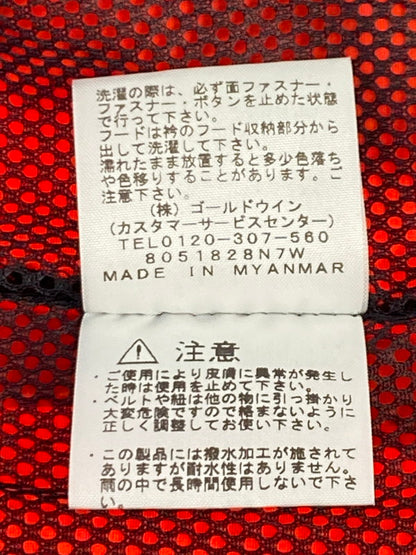 洗濯の際は、必ず面ファスナー・
ファスナー・ボタンを止めた状態
で行って下さい。
フードは衿のフード収納部分から
出して洗濯して下さい。
濡れたまま放置すると多少色落ち
や色移りすることがあります。ご
注意下さい。
(株)ゴールドウイン
(カスタマーサービスセンター)
TEL0120-307-560
8051828N7W
MADE IN MYANMAR
注意
・ご使用により皮膚に異常が発生し
た時は使用を止めて下さい。
・ベルトや紐は他の物に引っ掛かり
大変危険ですので格まないように
正しく調整してお使い下さい。
・この製品には撥水加工が施されて
ありますが耐水性はありません。
雨の中で長時間使用しないで下さ
い。